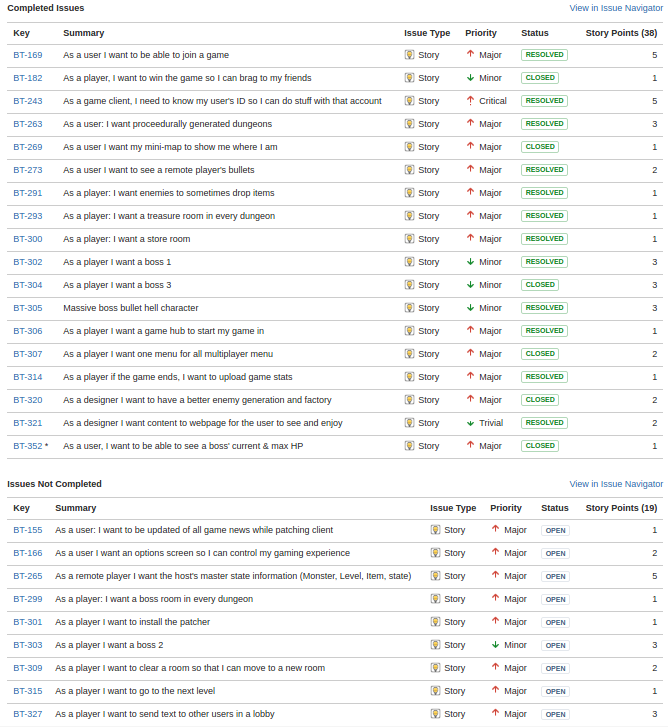 Completed Issues View in Issue Navigator
Key Summary Issue Type Priority Status Story Points (38)
BT-169 As a user I want to be able to join a game Story Major RESOLVED 5
BT-182 As a player, I want to win the game so I can brag to my friends Story Minor CLOSED 1
BT-243 As a game client, I need to know my user's ID so I can do stuff with that account Story Critical RESOLVED 5
BT-263 As a user: I want proceedurally generated dungeons Story Major RESOLVED 3
BT-269 As a user I want my mini-map to show me where I am Story Major CLOSED 1
BT-273 As a user I want to see a remote player's bullets Story Major RESOLVED 2
BT-291 As a player: I want enemies to sometimes drop items Story Major RESOLVED 1
BT-293 As a player: I want a treasure room in every dungeon Story Major RESOLVED 1
BT-300 As a player: I want a store room Story Major RESOLVED 1
BT-302 As a player I want a boss 1 Story Minor RESOLVED 3
BT-304 As a player I want a boss 3 Story Minor CLOSED 3
BT-305 Massive boss bullet hell character Story Minor RESOLVED 3
BT-306 As a player I want a game hub to start my game in Story Major RESOLVED 1
BT-307 As a player I want one menu for all multiplayer menu Story Major CLOSED 2
BT-314 As a player if the game ends, I want to upload game stats Story Major RESOLVED 1
BT-320 As a designer I want to have a better enemy generation and factory Story Major CLOSED 2
BT-321 As a designer I want content to webpage for the user to see and enjoy Story Trivial RESOLVED 2
BT-352 * As a user, I want to be able to see a boss' current & max HP Story Major CLOSED 1
Issues Not Completed View in Issue Navigator
Key Summary Issue Type Priority Status Story Points (19)
BT-155 As a user: I want to be updated of all game news while patching client Story Major OPEN 1
BT-166 As a user I want an options screen so I can control my gaming experience Story Major OPEN 2
BT-265 As a remote player I want the host's master state information (Monster, Level, Item, state) Story Major OPEN 5
BT-299 As a player: I want a boss room in every dungeon Story Major OPEN 1
BT-301 As a player I want to install the patcher Story Major OPEN 1
BT-303 As a player I want a boss 2 Story Minor OPEN 3
BT-309 As a player I want to clear a room so that I can move to a new room Story Major OPEN 2
BT-315 As a player I want to go to the next level Story Major OPEN 1
BT-327 As a player I want to send text to other users in a lobby Story Major OPEN 3